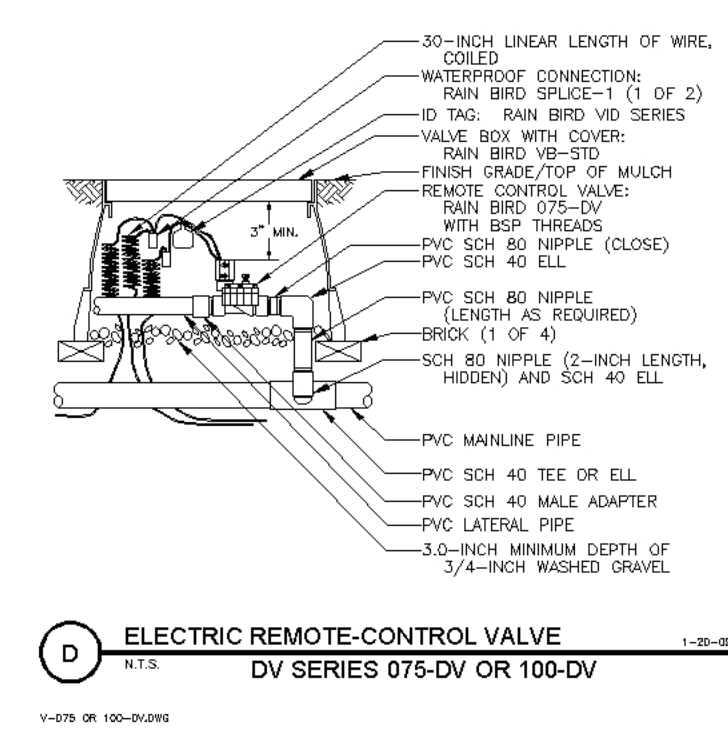 30-INCH LINEAR LENGTH OF WIRE,
COILED
WATERPROOF CONNECTION:
RAIN BIRD SPLICE-1 (1 OF 2)
ID TAG: RAIN BIRD VID SERIES
VALVE BOX WITH COVER:
RAIN BIRD VB-STD
FINISH GRADE/TOP OF MULCH
REMOTE CONTROL VALVE:
RAIN BIRD 075-DV
WITH BSP THREADS
3" MIN.
PVC SCH 80 NIPPLE (CLOSE)
PVC SCH 40 ELL
PVC SCH 80 NIPPLE
(LENGTH AS REQUIRED)
BRICK (1 OF 4)
SCH 80 NIPPLE (2-INCH LENGTH,
HIDDEN) AND SCH 40 ELL
PVC MAINLINE PIPE
PVC SCH 40 TEE OR ELL
PVC SCH 40 MALE ADAPTER
PVC LATERAL PIPE
3.0-INCH MINIMUM DEPTH OF
3/4-INCH WASHED GRAVEL
D
ELECTRIC REMOTE-CONTROL VALVE
N.T.S.
DV SERIES 075-DV OR 100-DV
V-D75 OR 100-DV.DWG